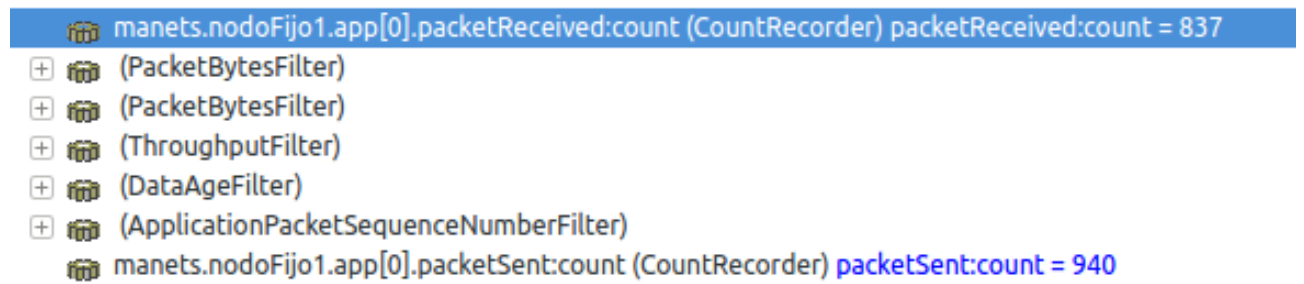 manets.nodoFijo1.app[0].packetReceived:count (CountRecorder) packetReceived:count = 837
(PacketBytesFilter)
(PacketBytesFilter)
(ThroughputFilter)
(DataAgeFilter)
(ApplicationPacketSequenceNumberFilter)
manets.nodoFijo1.app[0].packetSent:count (CountRecorder) packetSent:count = 940